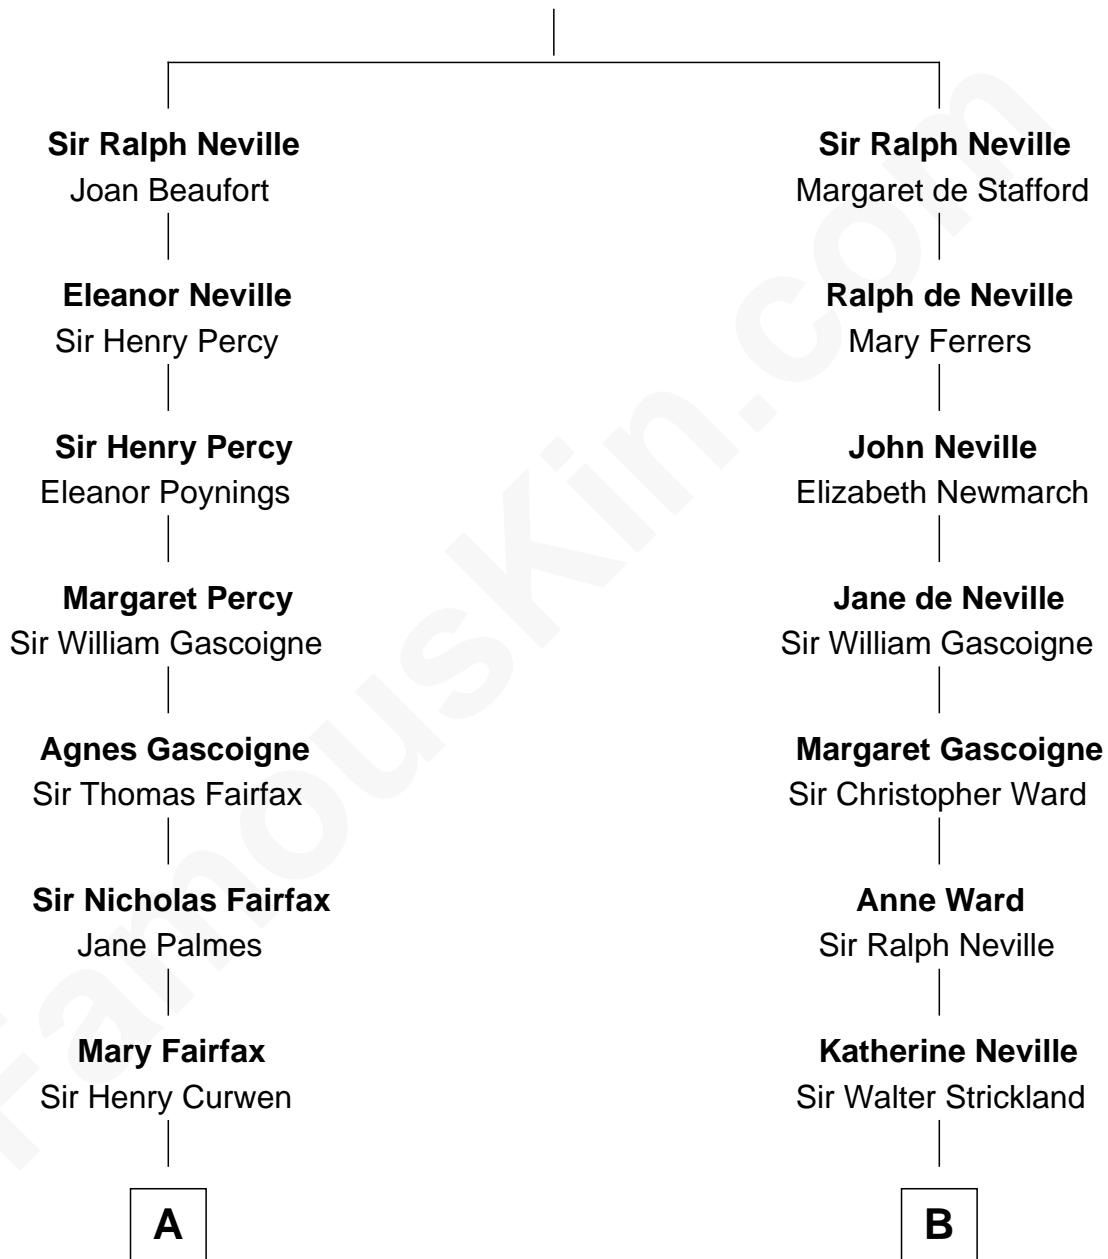 Sir Ralph Neville
Joan Beaufort
Eleanor Neville
Sir Henry Percy
Sir Henry Percy
Eleanor Poynings
Margaret Percy
Sir William Gascoigne
Agnes Gascoigne
Sir Thomas Fairfax
Sir Nicholas Fairfax
Jane Palmes
Mary Fairfax
Sir Henry Curwen
A
Sir Ralph Neville
Margaret de Stafford
Ralph de Neville
Mary Ferrers
John Neville
Elizabeth Newmarch
Jane de Neville
Sir William Gascoigne
Margaret Gascoigne
Sir Christopher Ward
Anne Ward
Sir Ralph Neville
Katherine Neville
Sir Walter Strickland
B
FamousKin.com